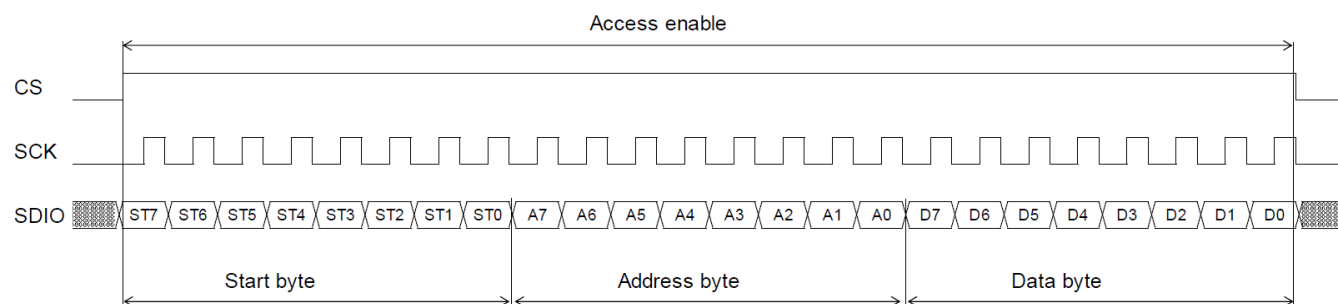 Access enable
CS
SCK
SDIO ST7 ST6 ST5 ST4 ST3 ST2 ST1 ST0 A7 A6 A5 A4 A3 A2 A1 A0 D7 D6 D5 D4 D3 D2 D1 D0
Start byte Address byte Data byte